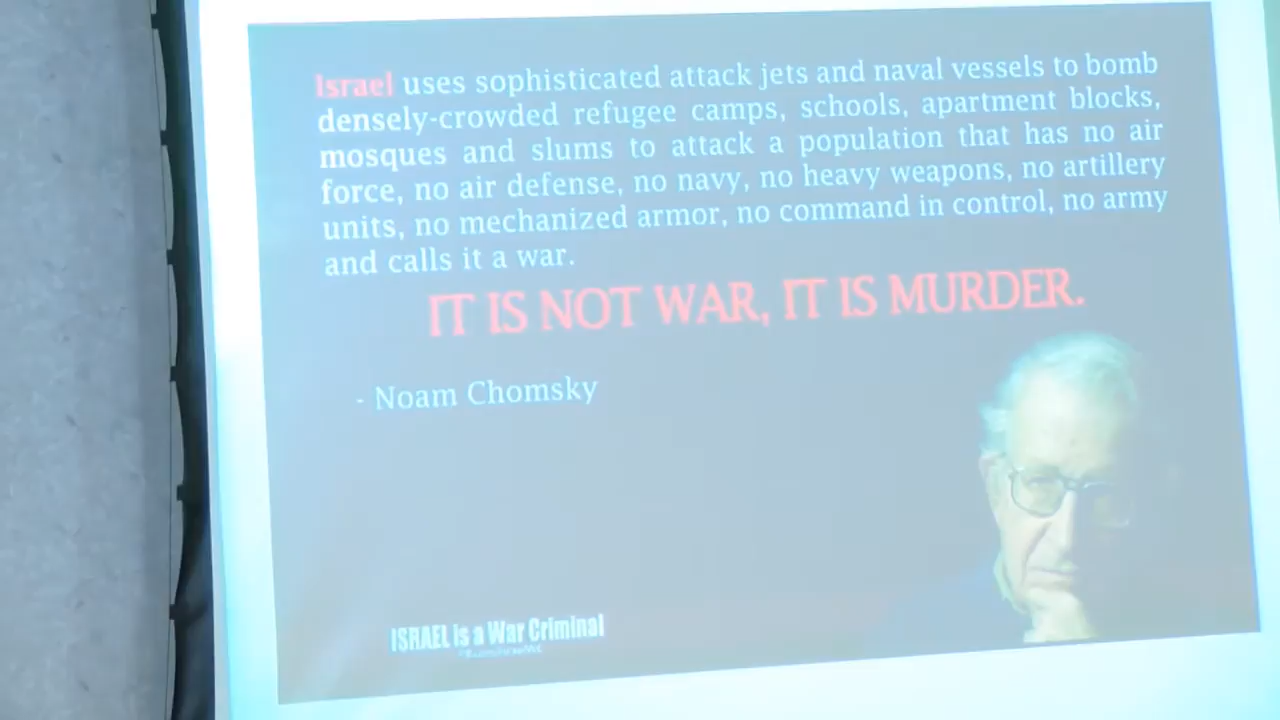 Israel uses sophisticated attack jets and naval vessels to bomb
densely-crowded refugee camps, schools, apartment blocks,
mosques and slums to attack a population that has no air
force, no air defense, no navy, no heavy weapons, no artillery
units, no mechanized armor, no command in control, no army
and calls it a war.
IT IS NOT WAR, IT IS MURDER.
- Noam Chomsky
ISRAEL is a War Criminal